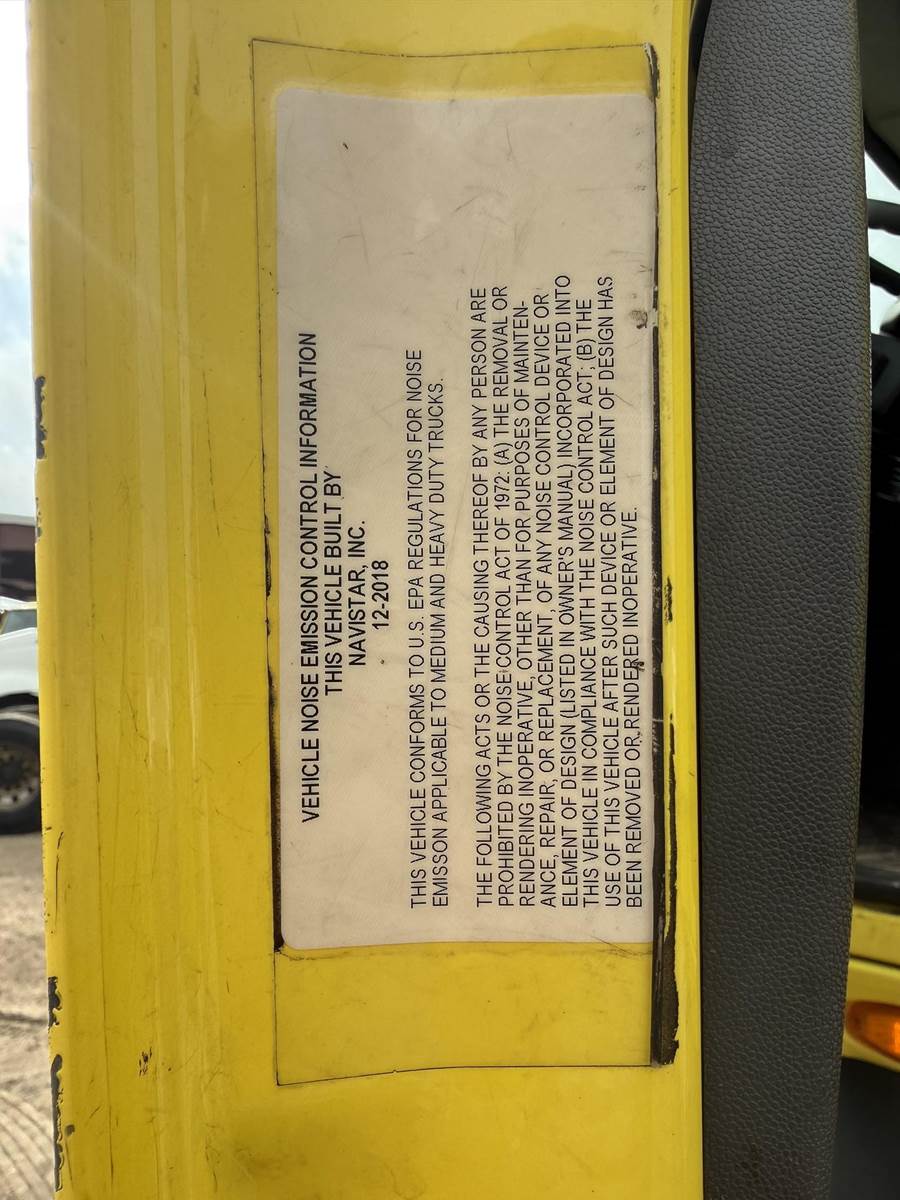 VEHICLE NOISE EMISSION CONTROL INFORMATION
THIS VEHICLE BUILT BY
NAVISTAR, INC.
12-2018
THIS VEHICLE CONFORMS TO U.S. EPA REGULATIONS FOR NOISE
EMISSON APPLICABLE TO MEDIUM AND HEAVY DUTY TRUCKS.
THE FOLLOWING ACTS OR THE CAUSING THEREOF BY ANY PERSON ARE
PROHIBITED BY THE NOISE CONTROL ACT OF 1972: (A) THE REMOVAL OR
RENDERING INOPERATIVE, OTHER THAN FOR PURPOSES OF MAINTEN-
ANCE, REPAIR, OR REPLACEMENT, OF ANY NOISE CONTROL DEVICE OR
ELEMENT OF DESIGN (LISTED IN OWNER'S MANUAL) INCORPORATED INTO
THIS VEHICLE IN COMPLIANCE WITH THE NOISE CONTROL ACT; (B) THE
USE OF THIS VEHICLE AFTER SUCH DEVICE OR ELEMENT OF DESIGN HAS
BEEN REMOVED OR RENDERED INOPERATIVE.